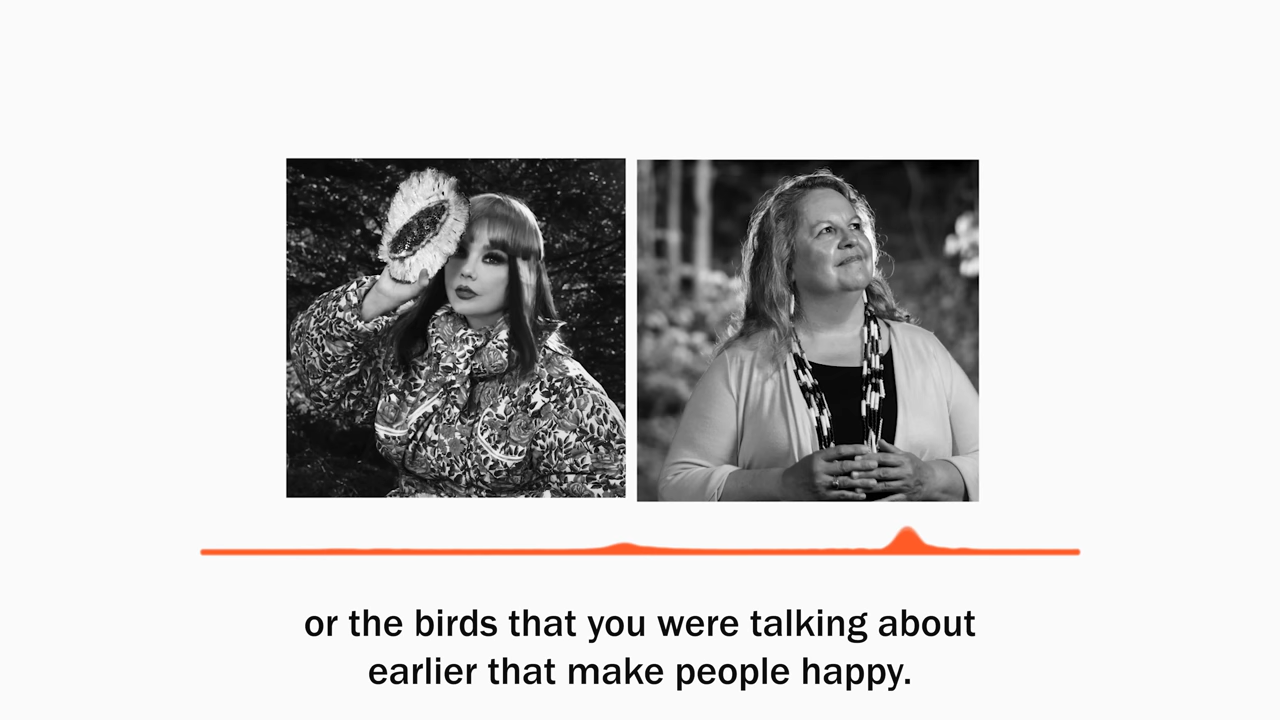 or the birds that you were talking about
earlier that make people happy.